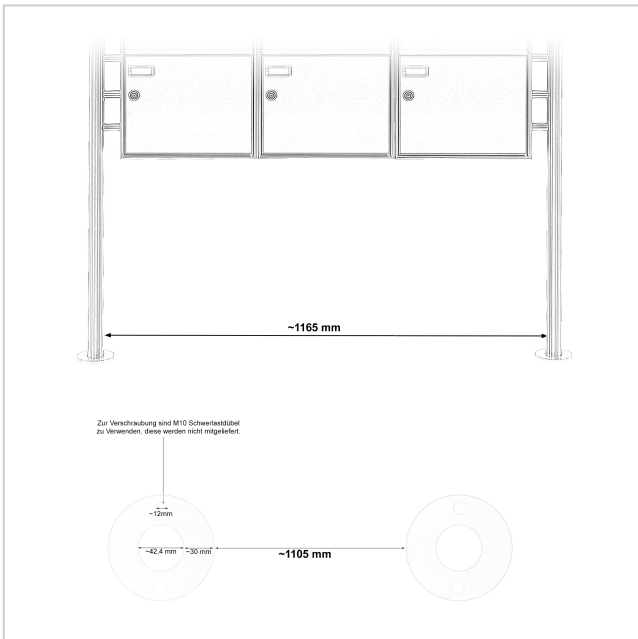 ~1165 mm
Zur Verschraubung sind M10 Schwerlastdübel
zu Verwenden, diese werden nicht mitgeliefert.
~12mm
~42,4 mm
~30 mm
~1105 mm